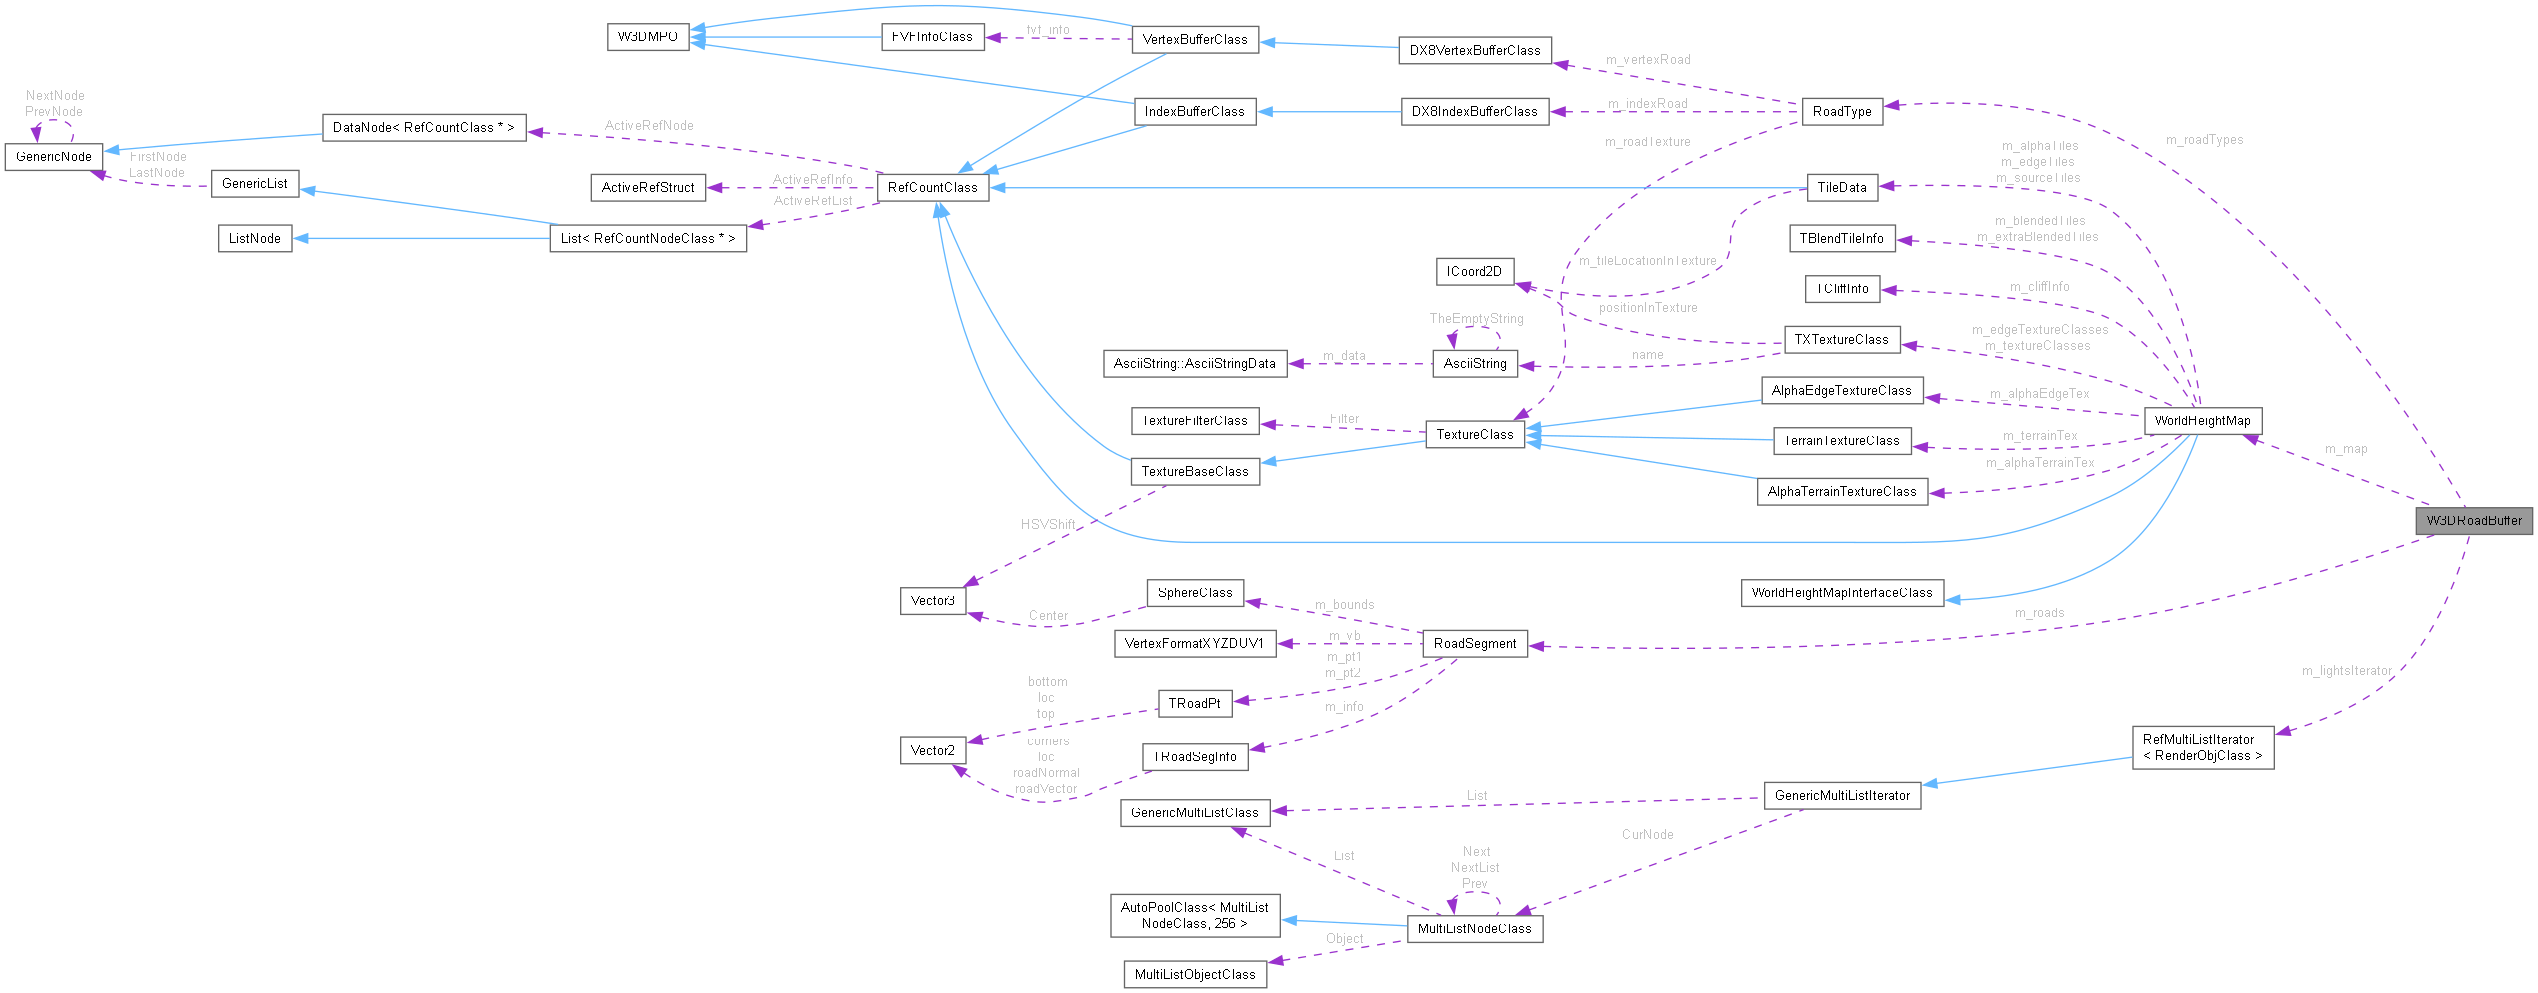 W3DMPO
FVFInfoClass
fvf_info
VertexBufferClass
DX8VertexBufferClass
m_vertexRoad
NextNode
PrevNode
DataNode< RefCountClass * >
ActiveRefNode
IndexBufferClass
DX8IndexBufferClass
m_indexRoad
RoadType
m_roadTypes
GenericNode
FirstNode
LastNode
GenericList
ActiveRefStruct
ActiveRefInfo
ActiveRefList
RefCountClass
m_roadTexture
TileData
m_alphaTiles
m_edgeTiles
m_sourceTiles
ListNode
List< RefCountNodeClass * >
TBlendTileInfo
m_blendedTiles
m_extraBlendedTiles
ICoord2D
m_tileLocationInTexture
TCliffInfo
m_cliffInfo
positionInTexture
TheEmptyString
TXTextureClass
m_edgeTextureClasses
m_textureClasses
AsciiString::AsciiStringData
m_data
AsciiString
name
AlphaEdgeTextureClass
m_alphaEdgeTex
TextureFilterClass
Filter
TextureClass
TerrainTextureClass
m_terrainTex
WorldHeightMap
m_map
TextureBaseClass
AlphaTerrainTextureClass
m_alphaTerrainTex
HSVShift
W3DRoadBuffer
Vector3
Center
SphereClass
m_bounds
WorldHeightMapInterfaceClass
m_roads
VertexFormatXYZDUV1
m_vb
RoadSegment
m_pt1
m_pt2
m_lightsIterator
bottom
loc
top
TRoadPt
m_info
Vector2
corners
loc
roadNormal
roadVector
TRoadSegInfo
RefMultiListIterator
< RenderObjClass >
GenericMultiListClass
List
GenericMultiListIterator
List
CurNode
Next
NextList
Prev
AutoPoolClass< MultiList
NodeClass, 256 >
MultiListNodeClass
Object
MultiListObjectClass